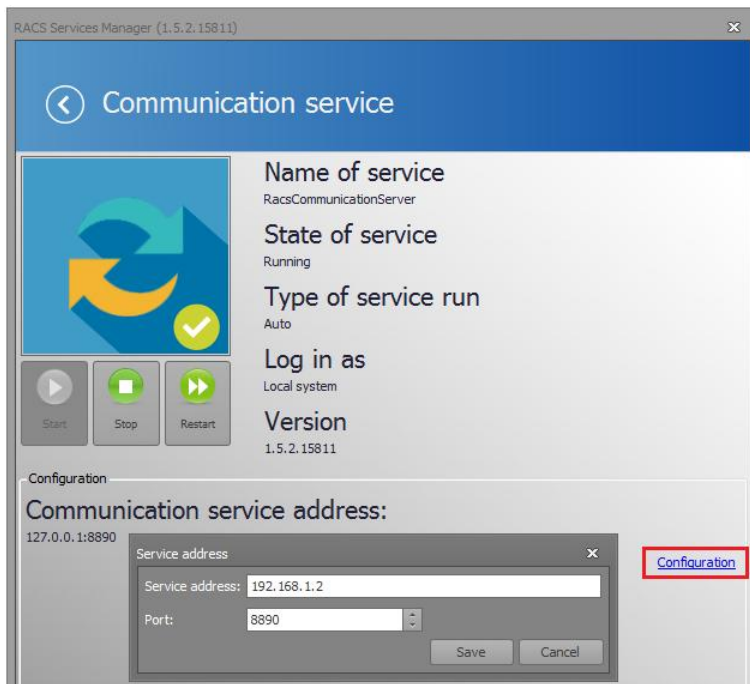 RACS Services Manager (1.5.2.15811)
Communication service
Name of service
RacsCommunicationServer
State of service
Running
Type of service run
Auto
Log in as
Local system
Version
1.5.2.15811
Start
Stop
Restart
Configuration
Communication service address:
127.0.0.1:8890
Configuration
Service address
Service address: 192.168.1.2
Port: 8890
Save Cancel